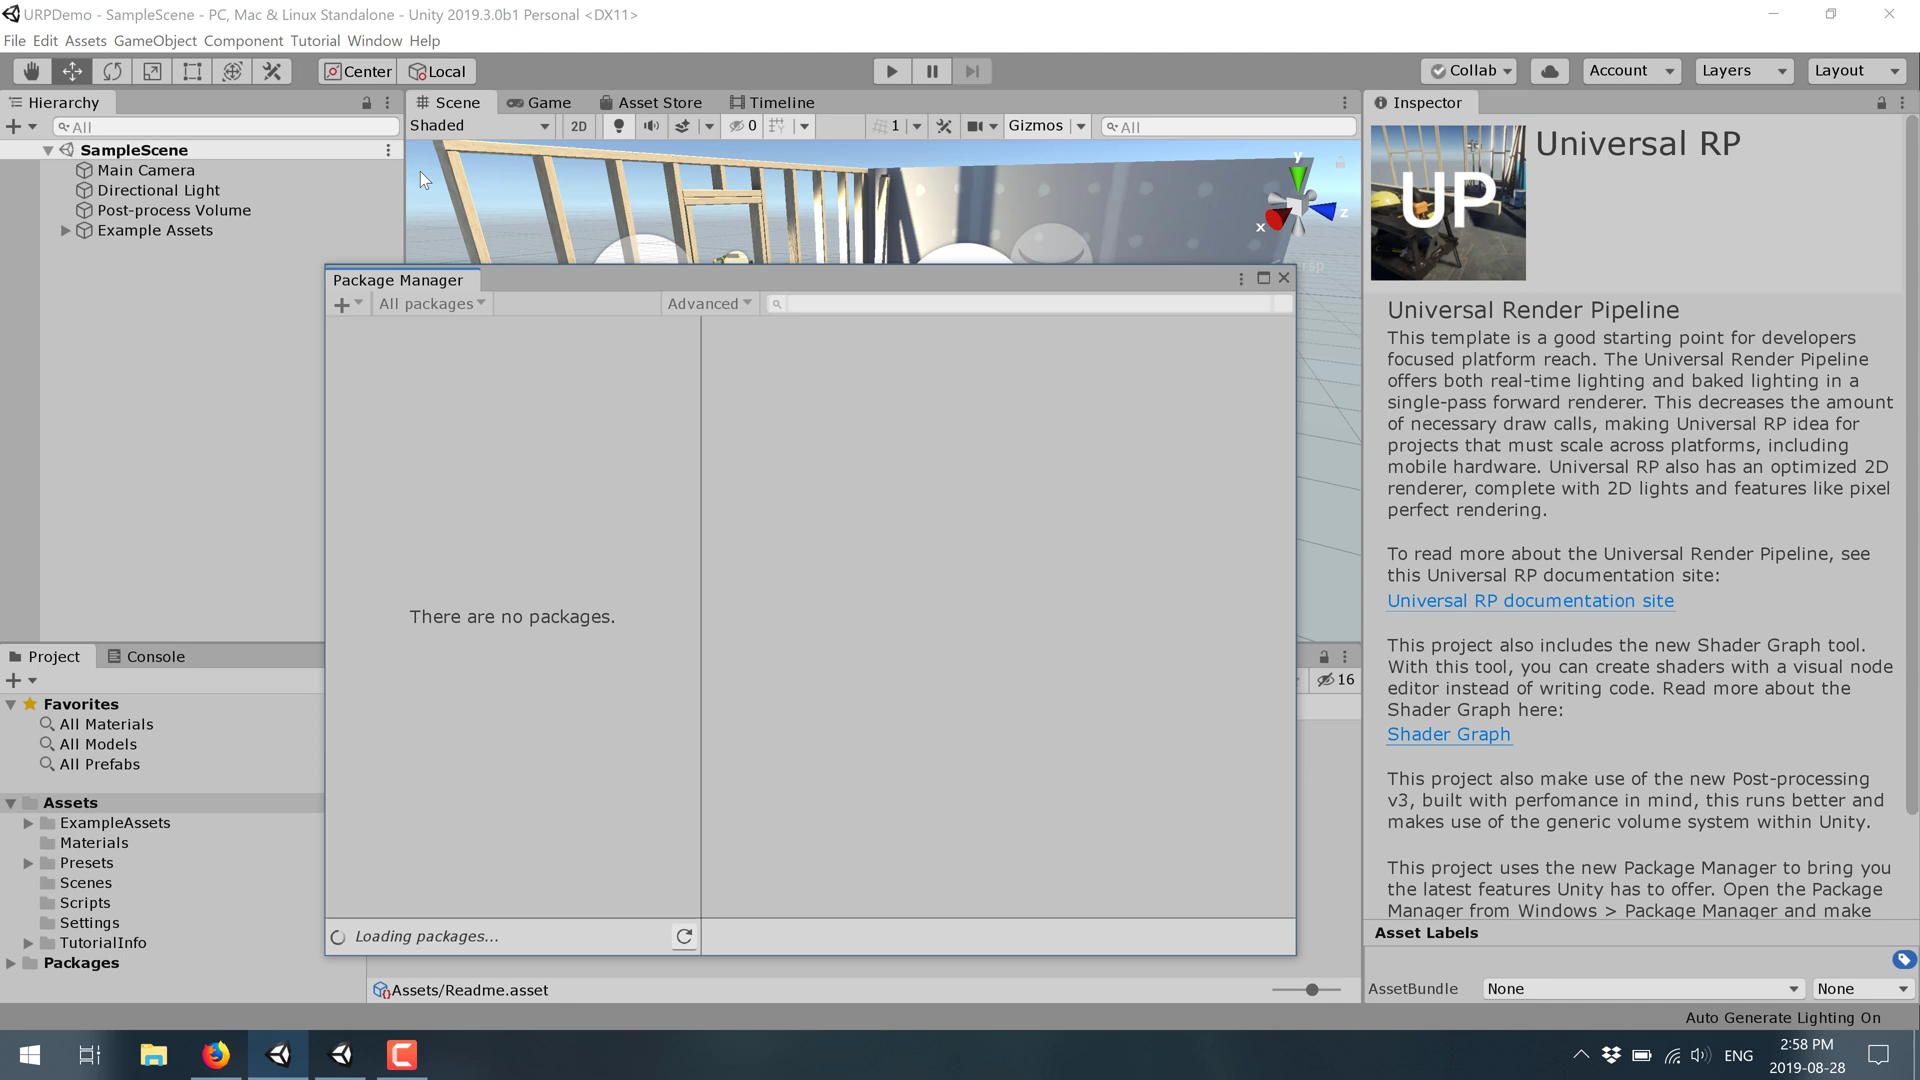 URPDemo - SampleScene - PC, Mac & Linux Standalone - Unity 2019.3.0b1 Personal <DX11>
File Edit Assets GameObject Component Tutorial Window Help
Center Local
Collab Account Layers Layout
Hierarchy
All
SampleScene
Main Camera
Directional Light
Post-process Volume
Example Assets
Scene Game Asset Store Timeline
Shaded 2D 0 1 Gizmos All
y
x z
Package Manager
All packages Advanced
There are no packages.
Loading packages...
Project Console
16
Favorites
All Materials
All Models
All Prefabs
Assets
ExampleAssets
Materials
Presets
Scenes
Scripts
Settings
TutorialInfo
Packages
Assets/Readme.asset
Inspector
UP
Universal RP
Universal Render Pipeline
This template is a good starting point for developers
focused platform reach. The Universal Render Pipeline
offers both real-time lighting and baked lighting in a
single-pass forward renderer. This decreases the amount
of necessary draw calls, making Universal RP idea for
projects that must scale across platforms, including
mobile hardware. Universal RP also has an optimized 2D
renderer, complete with 2D lights and features like pixel
perfect rendering.
To read more about the Universal Render Pipeline, see
this Universal RP documentation site:
Universal RP documentation site
This project also includes the new Shader Graph tool.
With this tool, you can create shaders with a visual node
editor instead of writing code. Read more about the
Shader Graph here:
Shader Graph
This project also make use of the new Post-processing
v3, built with perfomance in mind, this runs better and
makes use of the generic volume system within Unity.
This project uses the new Package Manager to bring you
the latest features Unity has to offer. Open the Package
Manager from Windows > Package Manager and make
Asset Labels
AssetBundle None None
Auto Generate Lighting On
ENG
2:58 PM
2019-08-28